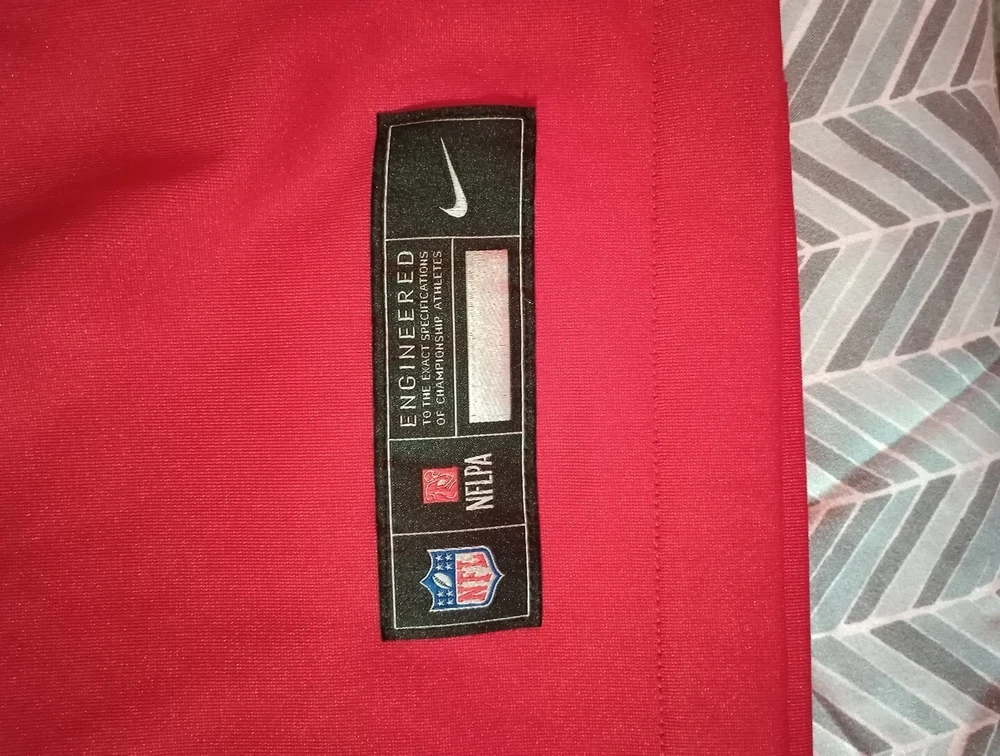 NFL
NFLPA
ENGINEERED
TO THE EXACT SPECIFICATIONS
OF CHAMPIONSHIP ATHLETES